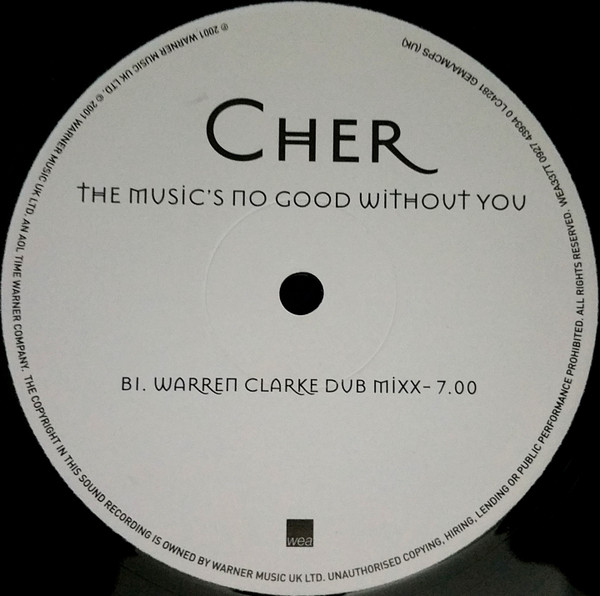 CHER
THE MUSIC'S NO GOOD WITHOUT YOU
B1. WARREN CLARKE DUB MIXX- 7.00
wea
℗ 2001 WARNER MUSIC UK LTD. © 2001 WARNER MUSIC UK LTD. AN AOL TIME WARNER COMPANY. THE COPYRIGHT IN THIS SOUND RECORDING IS OWNED BY WARNER MUSIC UK LTD. UNAUTHORISED COPYING, HIRING, LENDING OR PUBLIC PERFORMANCE PROHIBITED. ALL RIGHTS RESERVED. WEA337T 0927 43934 0 LC4281 GEMA/MCPS (UK)